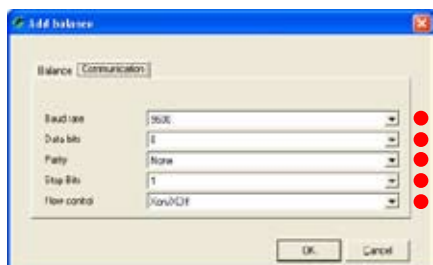 Add balance
Balance Communication
Baud rate 9600
Data bits 8
Parity None
Stop Bits 1
Flow control Xon/Xoff
OK Cancel